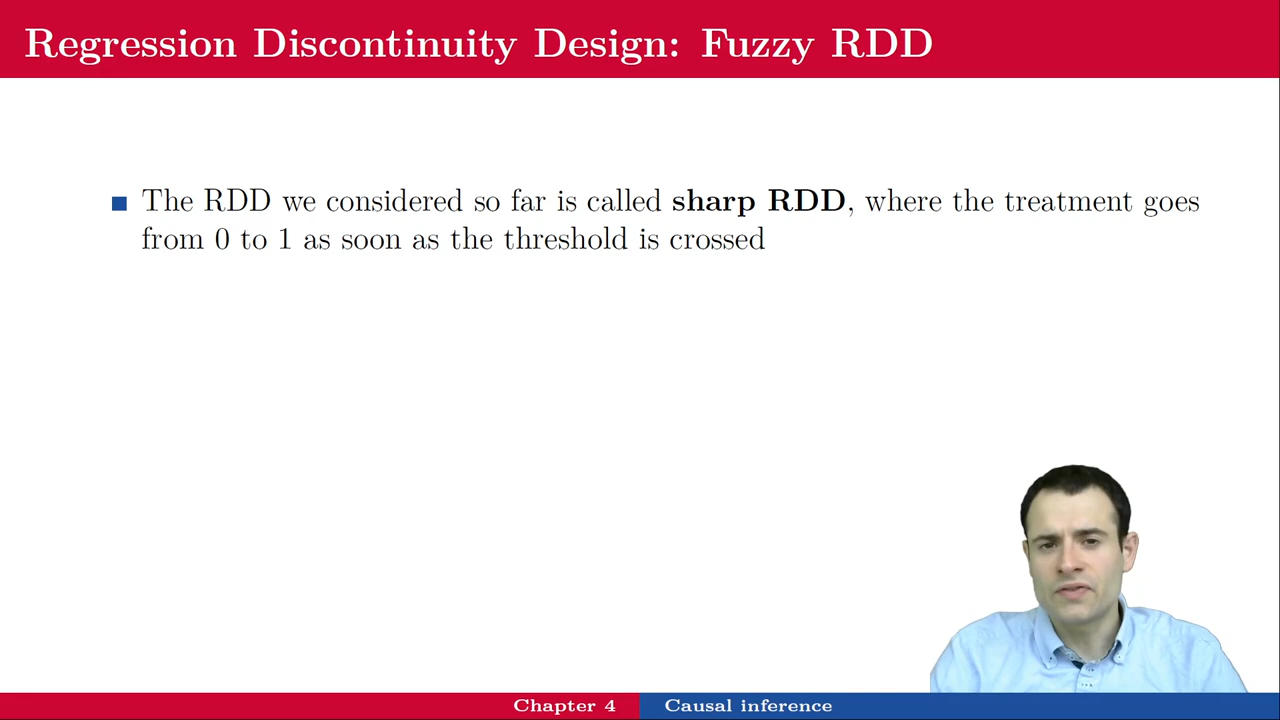 Regression Discontinuity Design: Fuzzy RDD
The RDD we considered so far is called sharp RDD, where the treatment goes
from 0 to 1 as soon as the threshold is crossed
Chapter 4
Causal inference